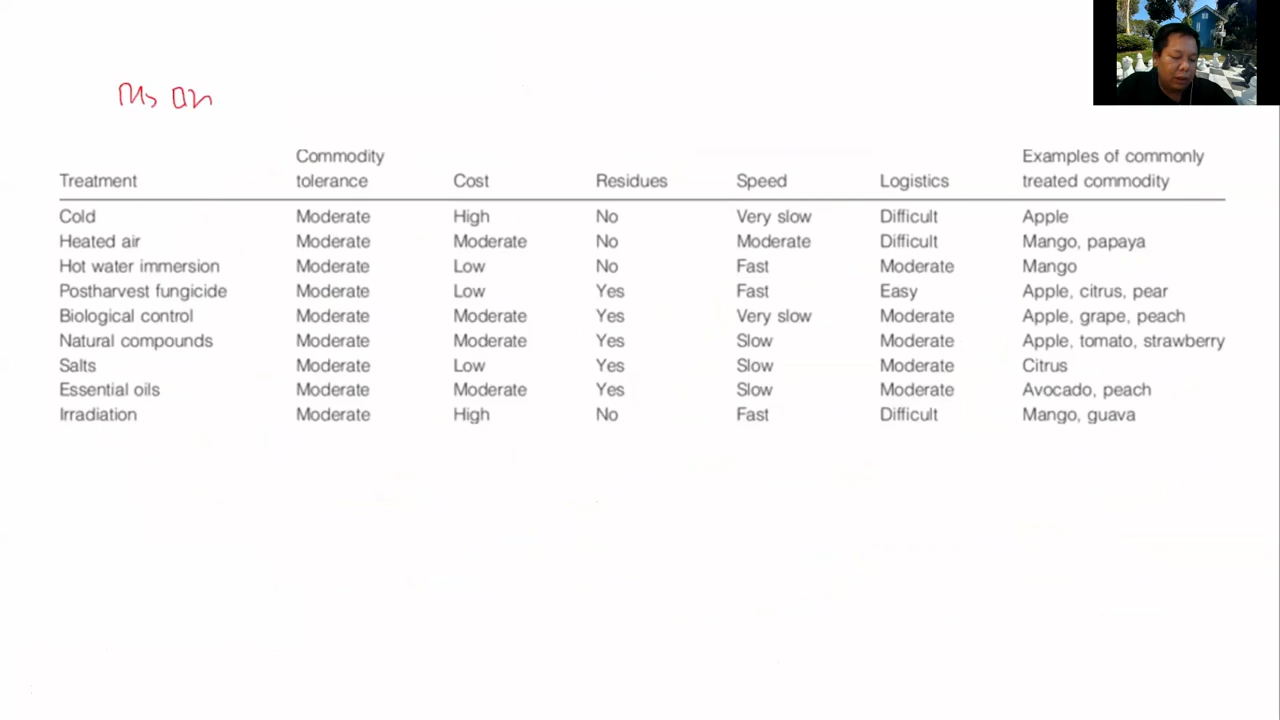 Commodity Examples of commonly
Treatment tolerance Cost Residues Speed Logistics treated commodity
Cold Moderate High No Very slow Difficult Apple
Heated air Moderate Moderate No Moderate Difficult Mango, papaya
Hot water immersion Moderate Low No Fast Moderate Mango
Postharvest fungicide Moderate Low Yes Fast Easy Apple, citrus, pear
Biological control Moderate Moderate Yes Very slow Moderate Apple, grape, peach
Natural compounds Moderate Moderate Yes Slow Moderate Apple, tomato, strawberry
Salts Moderate Low Yes Slow Moderate Citrus
Essential oils Moderate Moderate Yes Slow Moderate Avocado, peach
Irradiation Moderate High No Fast Difficult Mango, guava